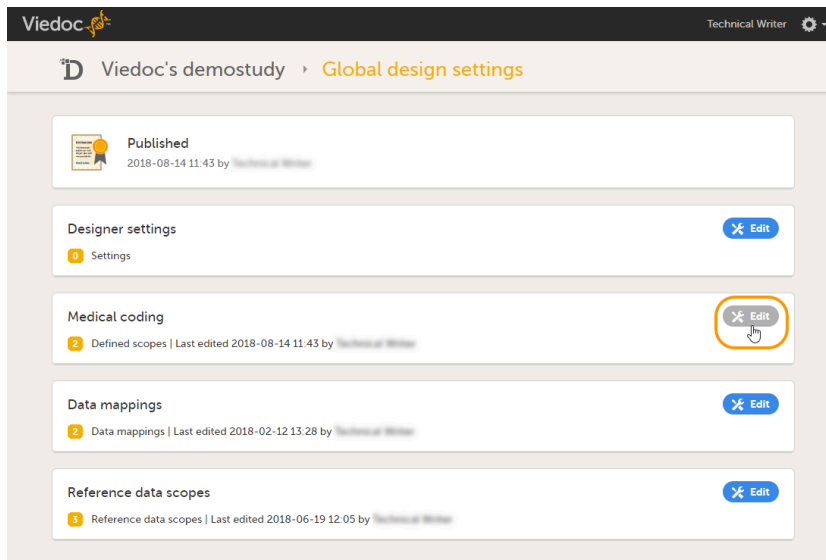 Viedoc
Technical Writer
Viedoc's demostudy Global design settings
Published
2018-08-14 11:43 by
Designer settings
Edit
0 Settings
Medical coding
Edit
2 Defined scopes | Last edited 2018-08-14 11:43 by
Data mappings
Edit
2 Data mappings | Last edited 2018-02-12 13:28 by
Reference data scopes
Edit
3 Reference data scopes | Last edited 2018-06-19 12:05 by